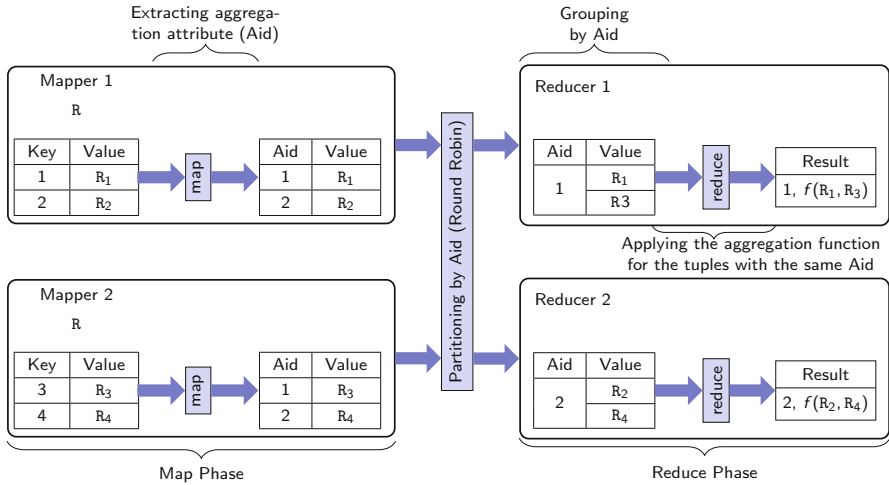 Extracting aggrega-
tion attribute (Aid)
Grouping
by Aid
Mapper 1
R
Key Value
1 R₁
2 R₂
map
Aid Value
1 R₁
2 R₂
Partitioning by Aid (Round Robin)
Reducer 1
Aid Value
1 R₁
R3
reduce
Result
1, f(R₁, R₃)
Applying the aggregation function
for the tuples with the same Aid
Mapper 2
R
Key Value
3 R₃
4 R₄
map
Aid Value
1 R₃
2 R₄
Reducer 2
Aid Value
2 R₂
R₄
reduce
Result
2, f(R₂, R₄)
Map Phase
Reduce Phase